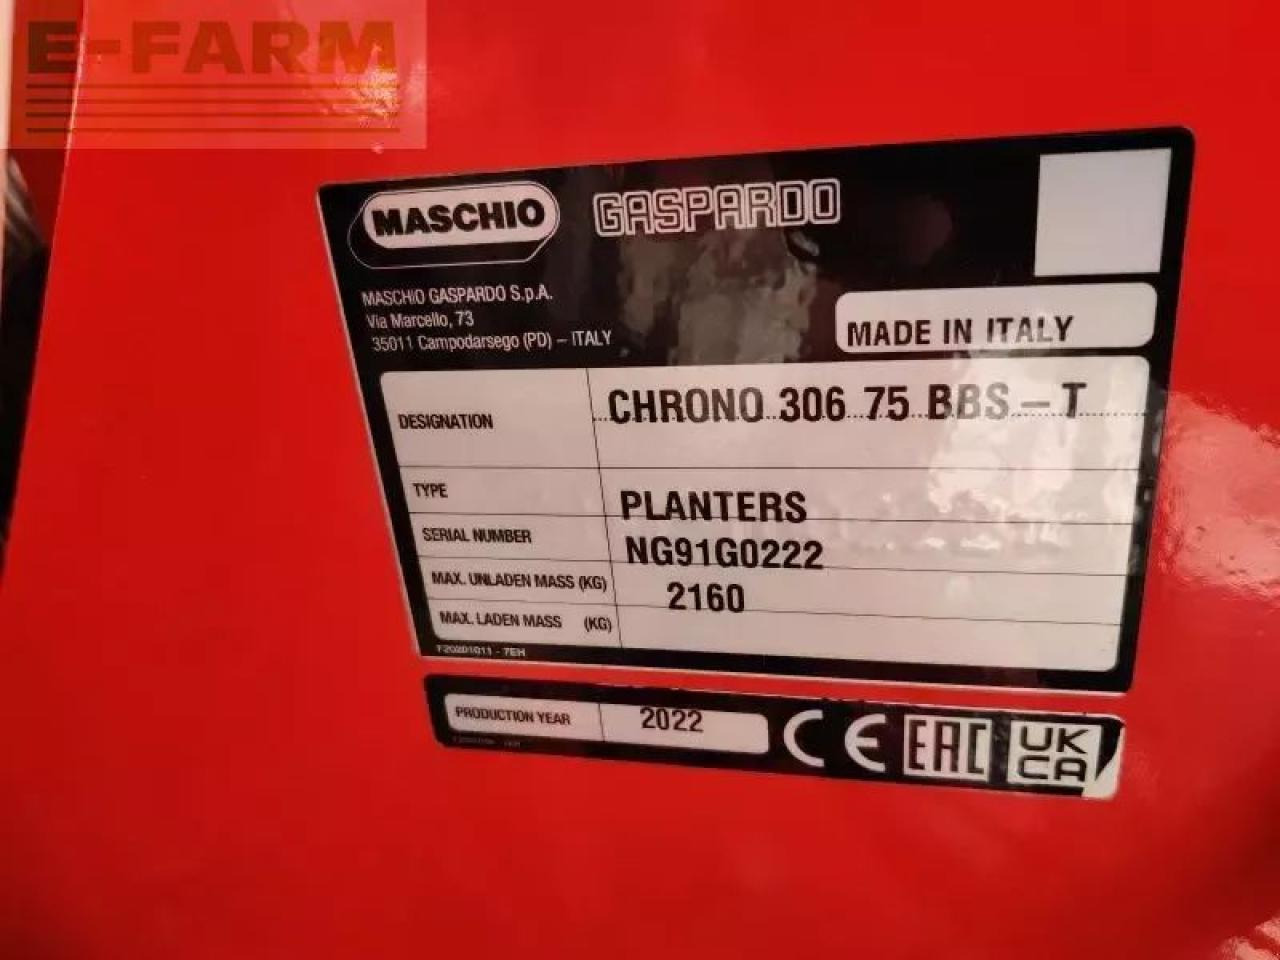 E-FARM
MASCHIO GASPARDO
MASCHIO GASPARDO S.p.A.
Via Marcello, 73
35011 Campodarsego (PD) – ITALY
MADE IN ITALY
DESIGNATION CHRONO 306 75 BBS – T
TYPE PLANTERS
SERIAL NUMBER NG91G0222
MAX. UNLADEN MASS (KG) 2160
MAX. LADEN MASS (KG)
F20201011 - 7EH
PRODUCTION YEAR 2022 CE EAC UK
CA